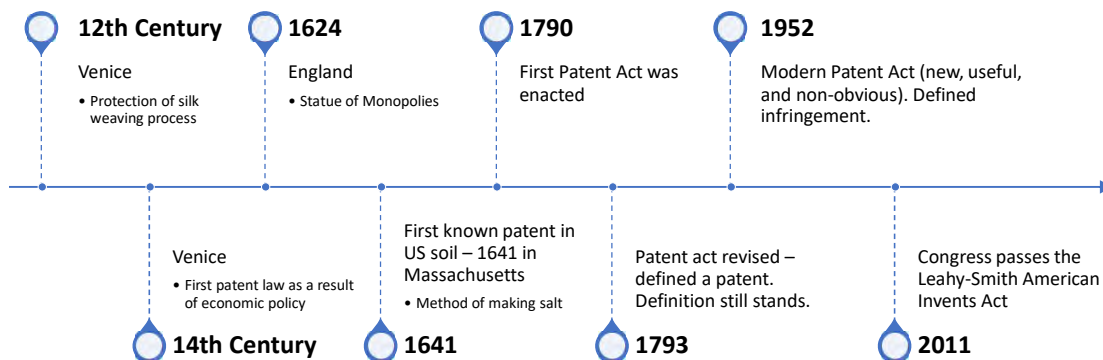 12th Century
Venice
• Protection of silk
weaving process
1624
England
• Statue of Monopolies
1790
First Patent Act was
enacted
1952
Modern Patent Act (new, useful,
and non-obvious). Defined
infringement.
Venice
• First patent law as a result
of economic policy
14th Century
First known patent in
US soil – 1641 in
Massachusetts
• Method of making salt
1641
Patent act revised –
defined a patent.
Definition still stands.
1793
Congress passes the
Leahy-Smith American
Invents Act
2011